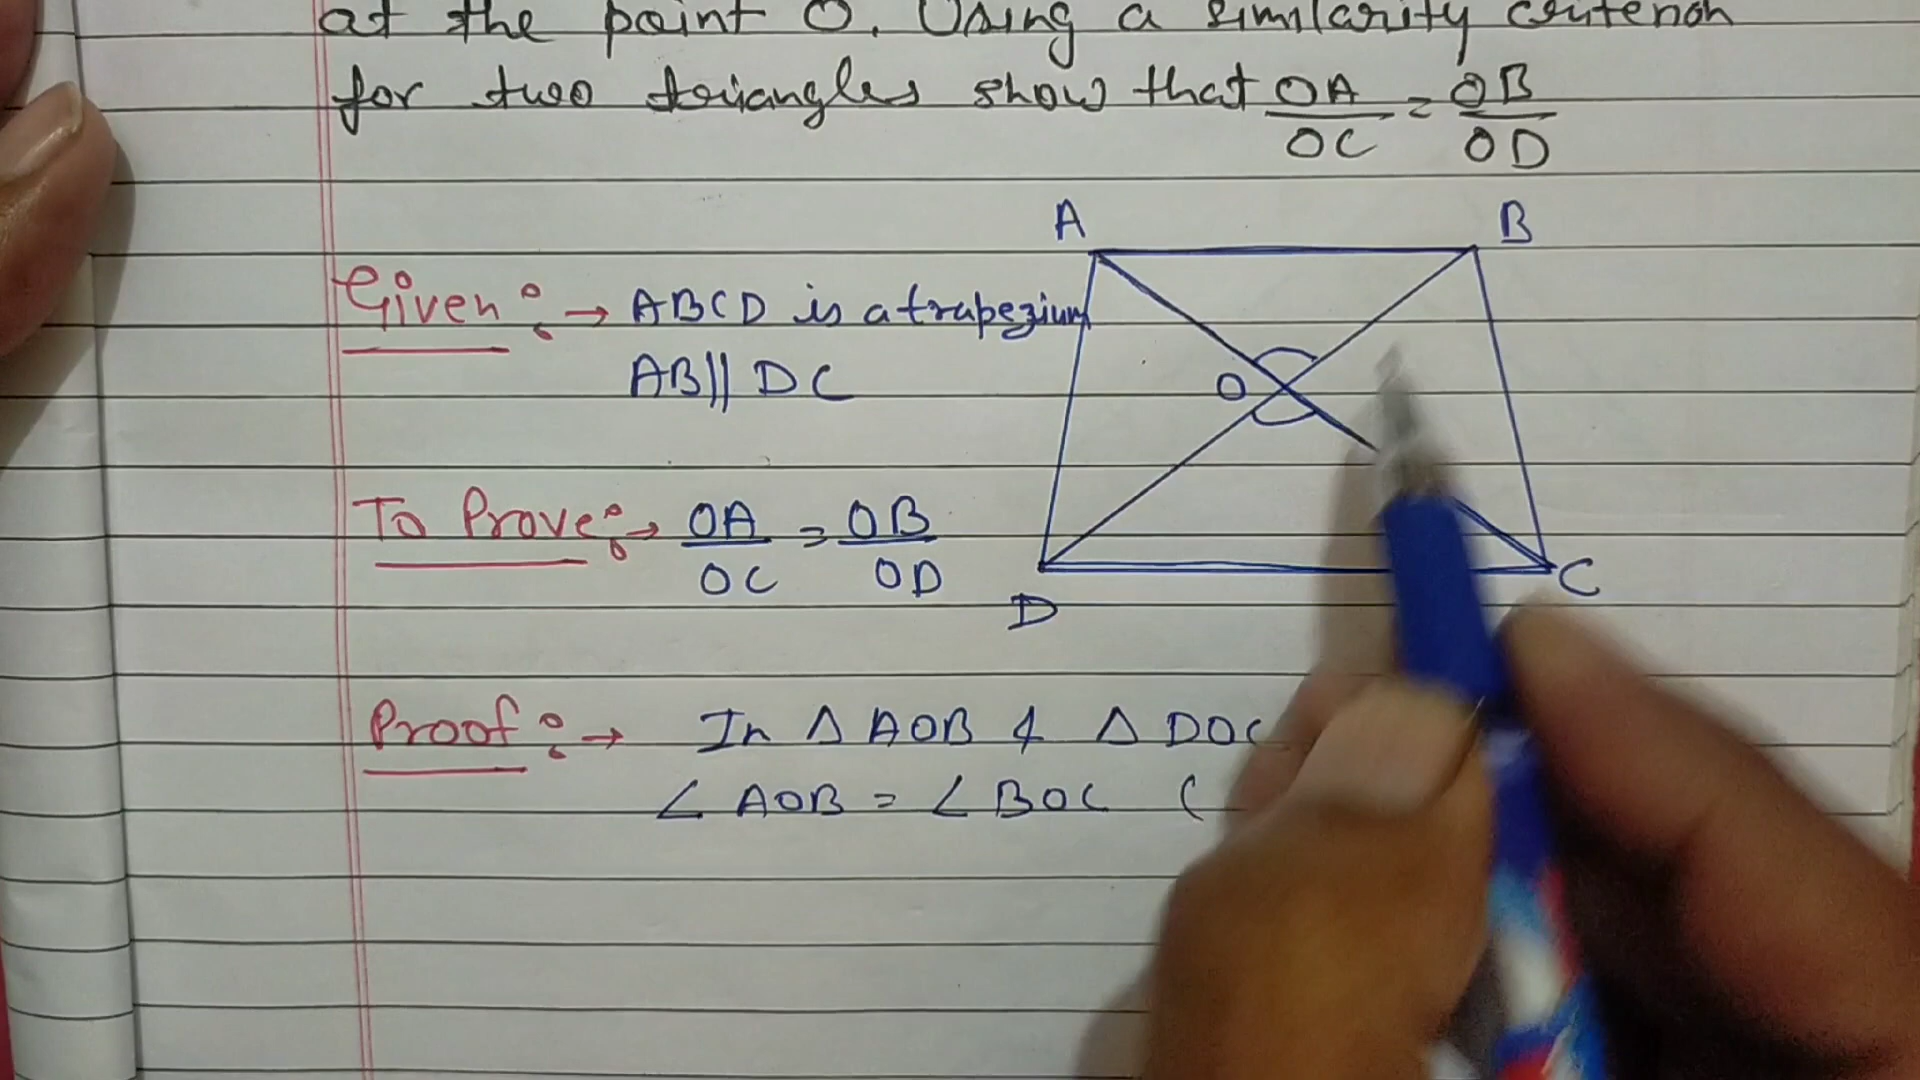 at the point O. Using a similarity criterion
for two triangles show that OA/OC = OB/OD
A
B
Given :→ ABCD is a trapezium
AB || DC
O
To Prove :→ OA/OC = OB/OD
C
D
Proof :→ In △ AOB & △ DOC
∠ AOB = ∠ BOC (